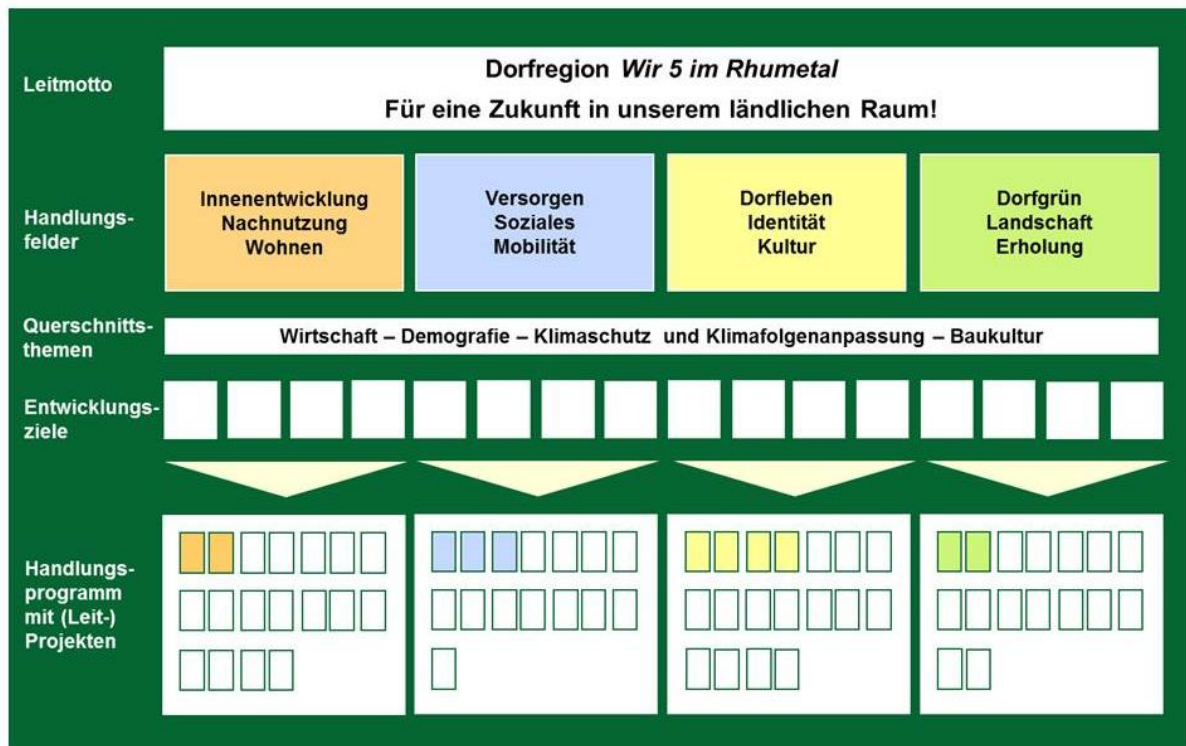 Leitmotto
Dorfregion Wir 5 im Rhumetal
Für eine Zukunft in unserem ländlichen Raum!
Handlungs-
felder
Innenentwicklung
Nachnutzung
Wohnen
Versorgen
Soziales
Mobilität
Dorfleben
Identität
Kultur
Dorfgrün
Landschaft
Erholung
Querschnitts-
themen
Wirtschaft – Demografie – Klimaschutz und Klimafolgenanpassung – Baukultur
Entwicklungs-
ziele
Handlungs-
programm
mit (Leit-)
Projekten